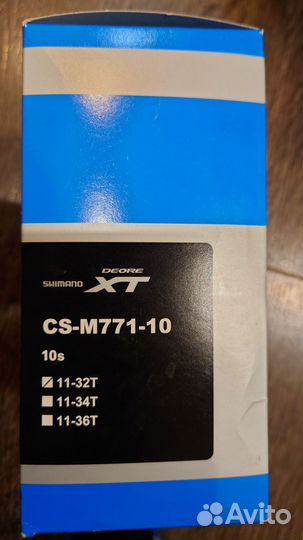 DEORE
SHIMANO XT
CS-M771-10
10s
11-32T
11-34T
11-36T
Avito